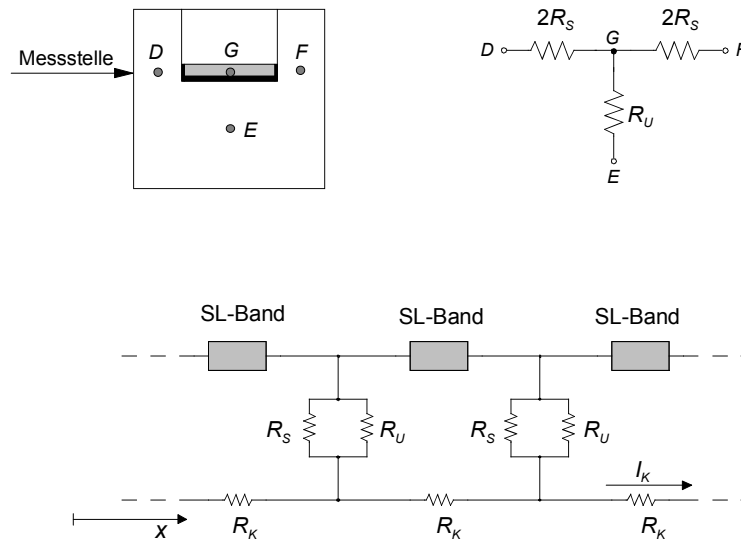 Messstelle
D
G
F
E
2R_S
G
2R_S
D
F
R_U
E
SL-Band
SL-Band
SL-Band
R_S
R_U
R_S
R_U
I_K
x
R_K
R_K
R_K